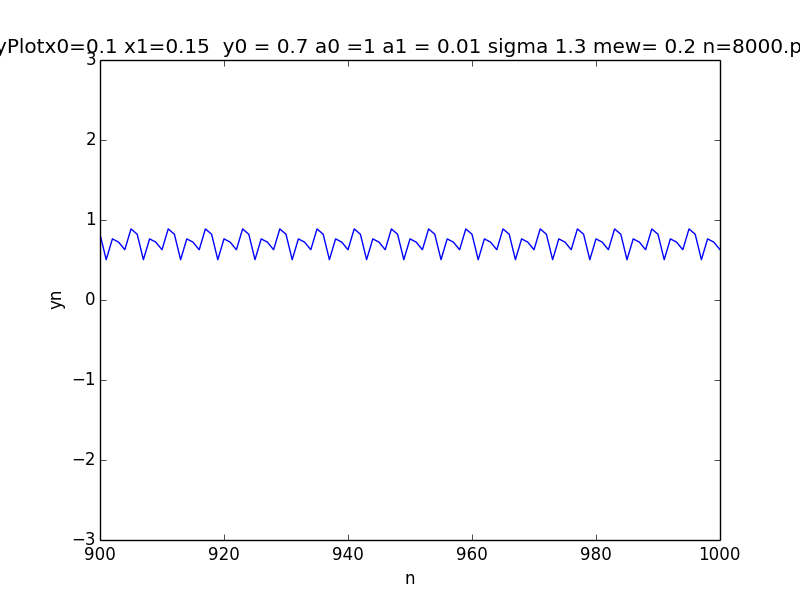 yPlotx0=0.1 x1=0.15  y0 = 0.7 a0 =1 a1 = 0.01 sigma 1.3 mew= 0.2 n=8000.p
3
2
1
0
−1
−2
−3
yn
900 920 940 960 980 1000
n